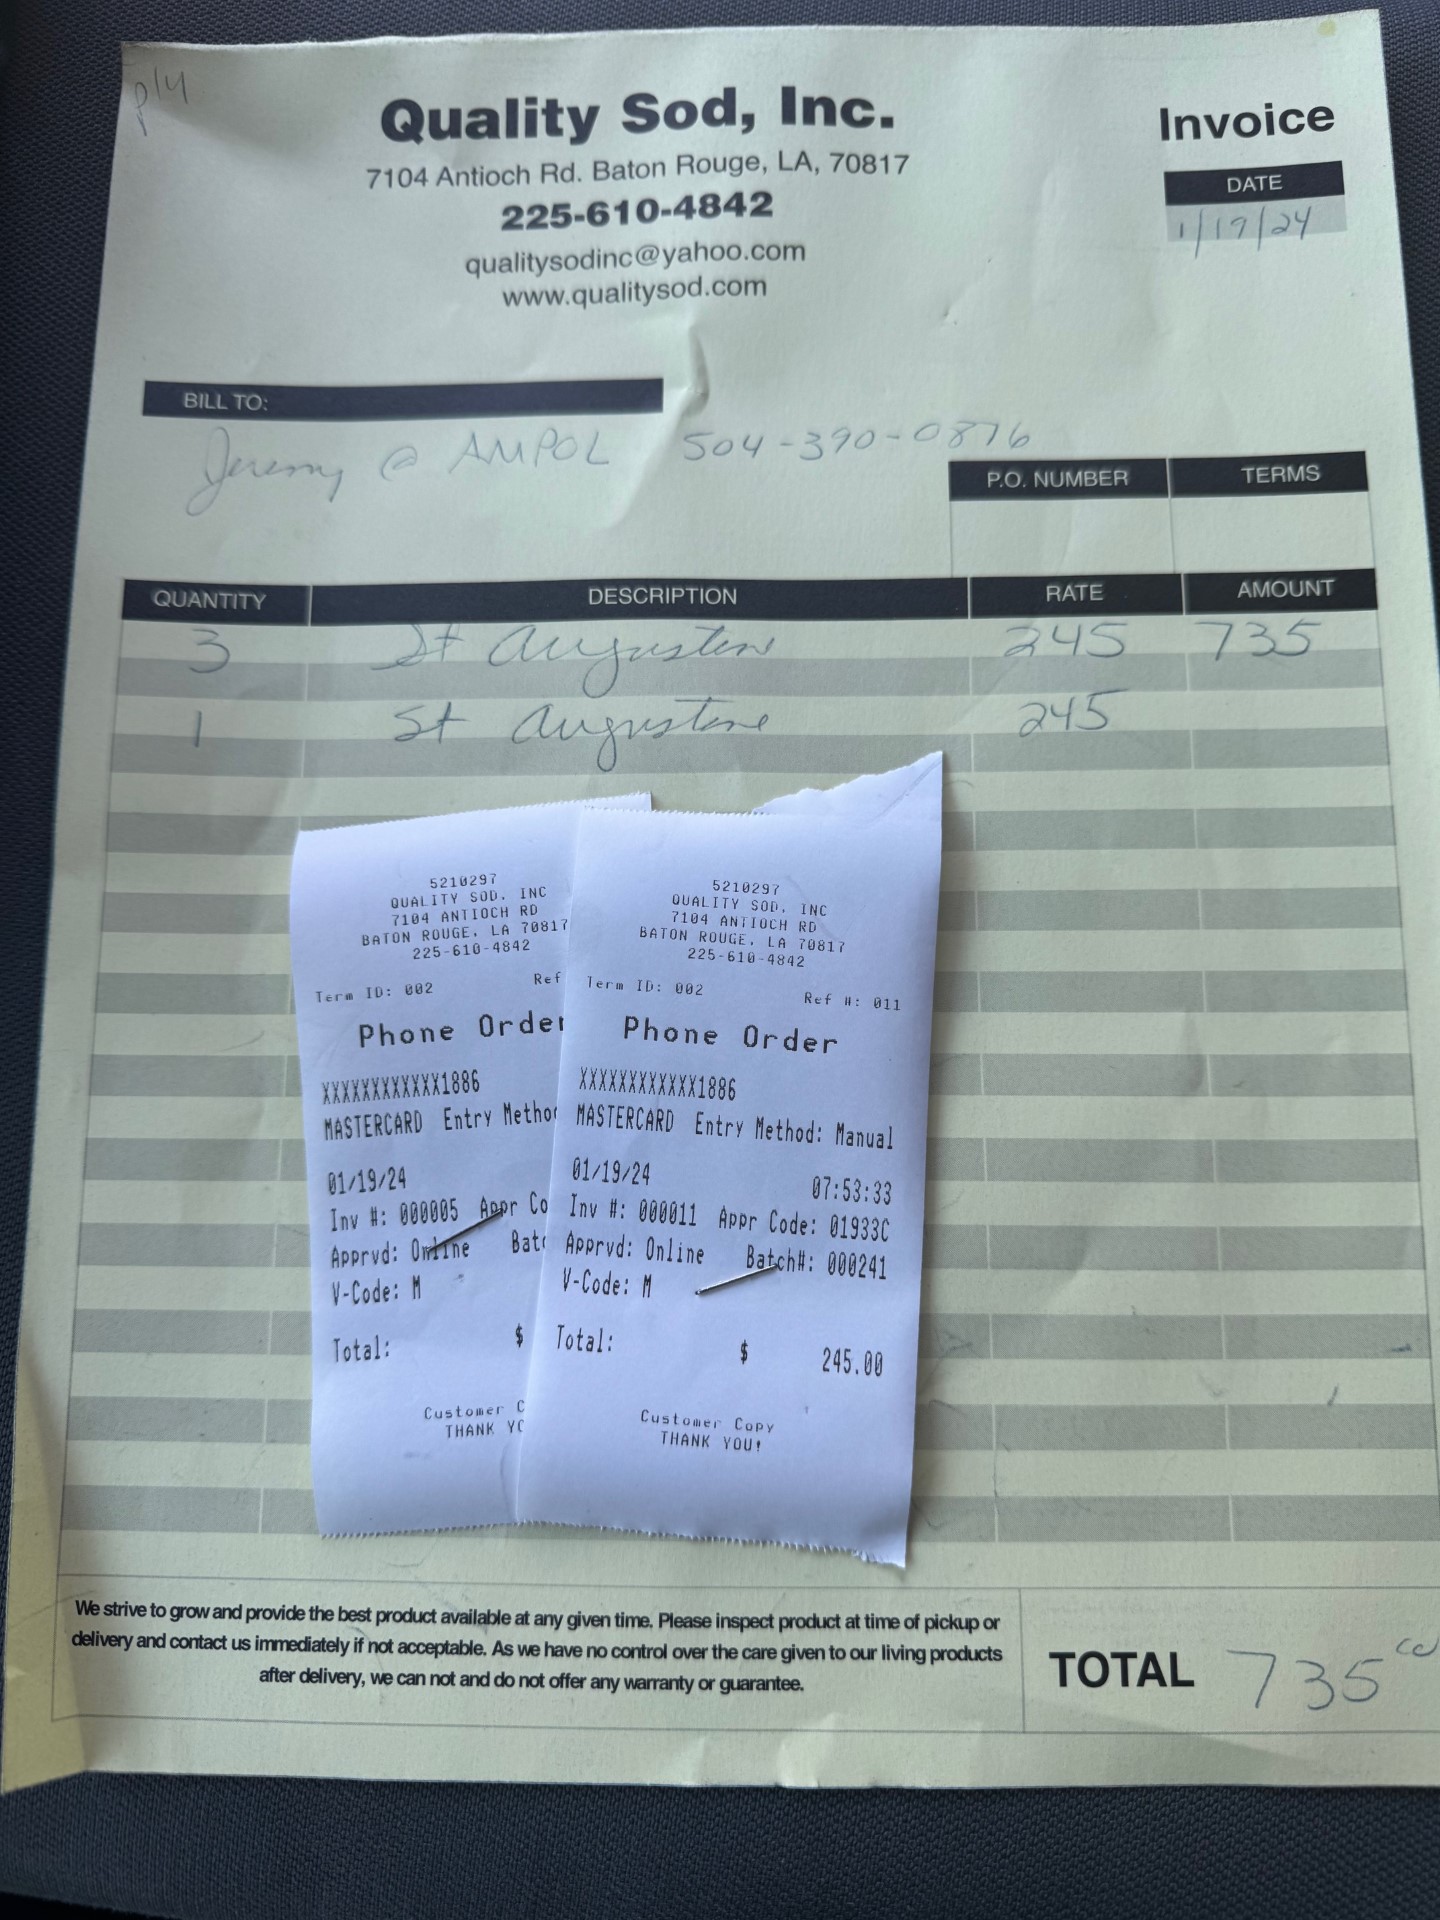 Quality Sod, Inc.
7104 Antioch Rd. Baton Rouge, LA, 70817
225-610-4842
qualitysodinc@yahoo.com
www.qualitysod.com
Invoice
DATE
1/19/24
BILL TO:
Jeremy @ AMPOL 504-390-0876
P.O. NUMBER TERMS
QUANTITY DESCRIPTION RATE AMOUNT
3 St Augustine 245 735
1 St Augustine 245
5210297
QUALITY SOD, INC
7104 ANTIOCH RD
BATON ROUGE, LA 70817
225-610-4842
Term ID: 002 Ref
Phone Order
XXXXXXXXXXXX1886
MASTERCARD Entry Method
01/19/24
Inv #: 000005 Appr Co
Apprvd: Online Batc
V-Code: M
Total: $
Customer C
THANK YO
5210297
QUALITY SOD, INC
7104 ANTIOCH RD
BATON ROUGE, LA 70817
225-610-4842
Term ID: 002 Ref #: 011
Phone Order
XXXXXXXXXXXX1886
MASTERCARD Entry Method: Manual
01/19/24 07:53:33
Inv #: 000011 Appr Code: 01933C
Apprvd: Online Batch#: 000241
V-Code: M
Total: $ 245.00
Customer Copy
THANK YOU!
We strive to grow and provide the best product available at any given time. Please inspect product at time of pickup or
delivery and contact us immediately if not acceptable. As we have no control over the care given to our living products
after delivery, we can not and do not offer any warranty or guarantee.
TOTAL 735 00